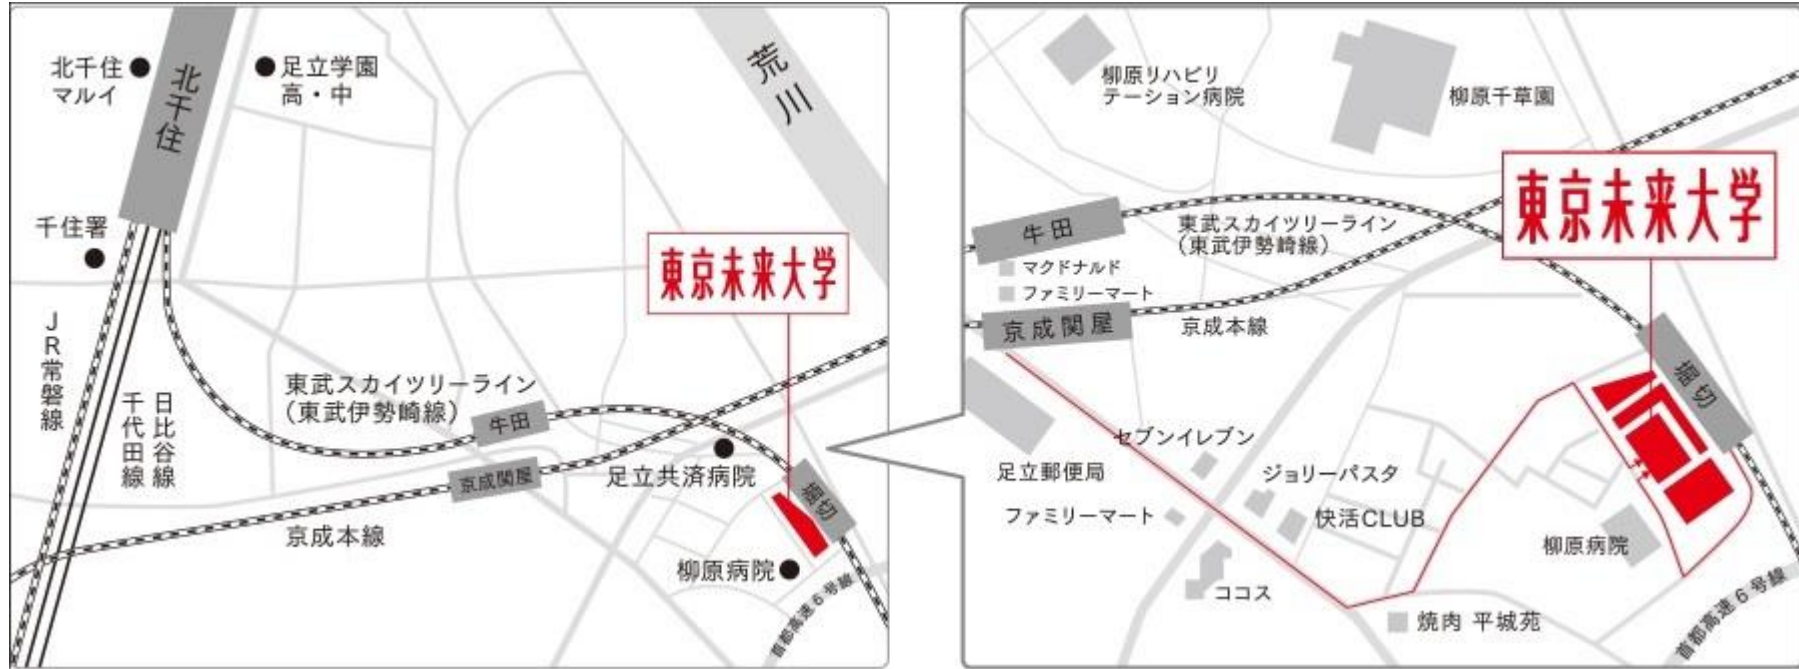 北千住
マルイ
北千住
足立学園
高・中
荒川
千住署
東京未来大学
JR常磐線
千代田線
日比谷線
東武スカイツリーライン
(東武伊勢崎線)
牛田
京成関屋
足立共済病院
堀切
京成本線
柳原病院
首都高速6号線
柳原リハビリ
テーション病院
柳原千草園
東京未来大学
牛田
東武スカイツリーライン
(東武伊勢崎線)
マクドナルド
ファミリーマート
京成関屋
京成本線
堀切
セブンイレブン
足立郵便局
ジョリーパスタ
ファミリーマート
快活CLUB
柳原病院
ココス
焼肉 平城苑
首都高速6号線